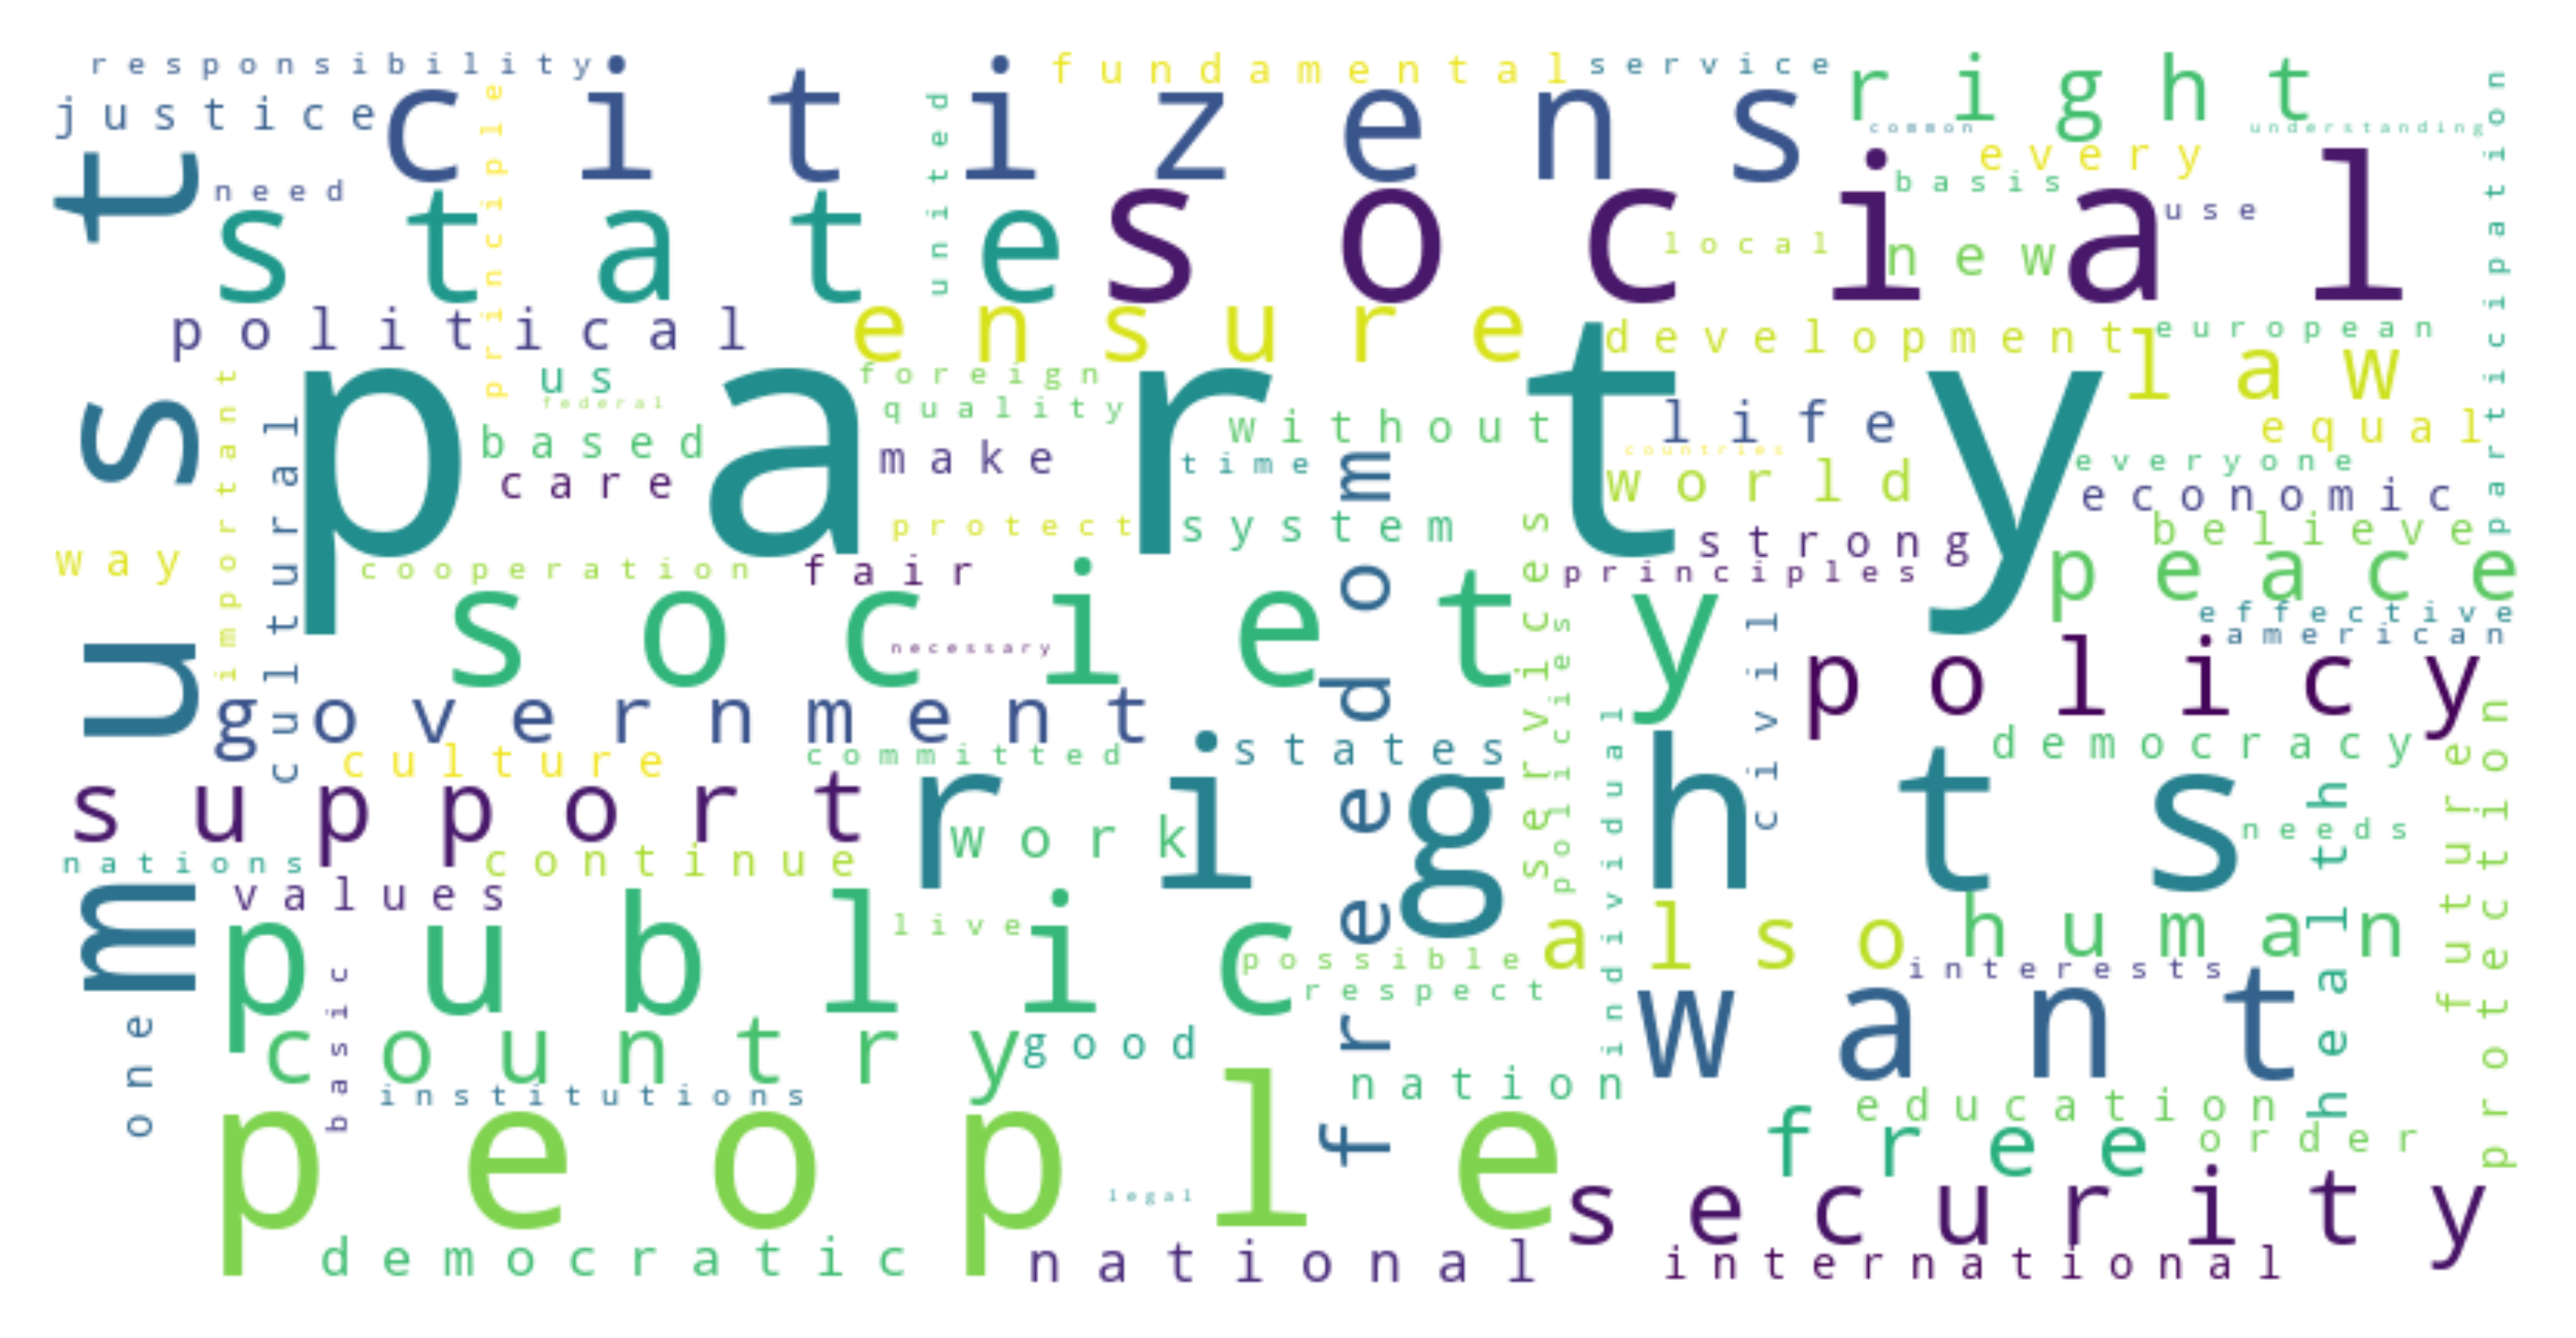 responsibility
fundamental
service
right
justice
citizens
principle
united
common
understanding
participation
every
must
need
state
social
basis
use
local
new
political
ensure
development
european
law
important
us
foreign
federal
quality
party
cultural
based
care
make
without
time
life
countries
world
equal
everyone
economic
way
protect
system
strong
believe
cooperation
fair
principles
peace
society
necessary
services
policies
civil
effective
american
policy
government
culture
committed
states
democracy
freedom
individual
support
rights
work
needs
nations
continue
values
future
protection
health
public
live
also
human
possible
respect
interests
want
one
basic
country
good
institutions
nation
education
people
free
order
legal
security
democratic
national
international